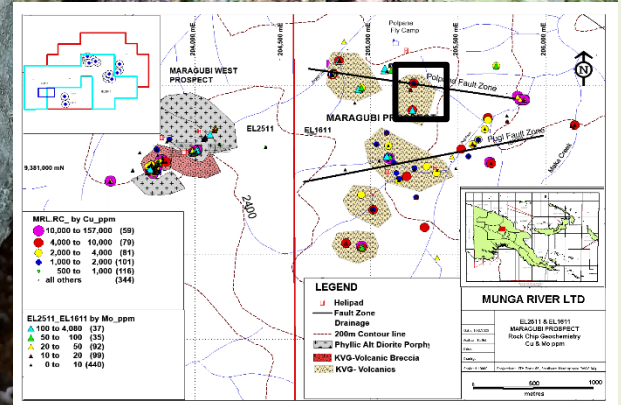 204,000 mE
204,500 mE
205,000 mE
Polpane
Fly Camp
Polpane Fault Zone
N
MARAGUBI WEST
PROSPECT
EL2511
EL1611
MARAGUBI PR
Pugi Fault Zone
9,381,000 mN
2400
MRL.RC_ by Cu_ppm
10,000 to 157,000 (59)
4,000 to 10,000 (79)
2,000 to 4,000 (81)
1,000 to 2,000 (101)
500 to 1,000 (116)
all others (344)
EL2511_EL1611 by Mo_ppm
100 to 4,080 (37)
50 to 100 (35)
20 to 50 (92)
10 to 20 (99)
0 to 10 (440)
LEGEND
Helipad
Fault Zone
Drainage
200m Contour line
Phyllic Alt Diorite Porph
KVG-Volcanic Breccia
KVG- Volcanics
MUNGA RIVER LTD
EL2511 & EL1611
MARAGUBI PROSPECT
Rock Chip Geochemistry
Cu & Mo ppm
0 500 1000
metres